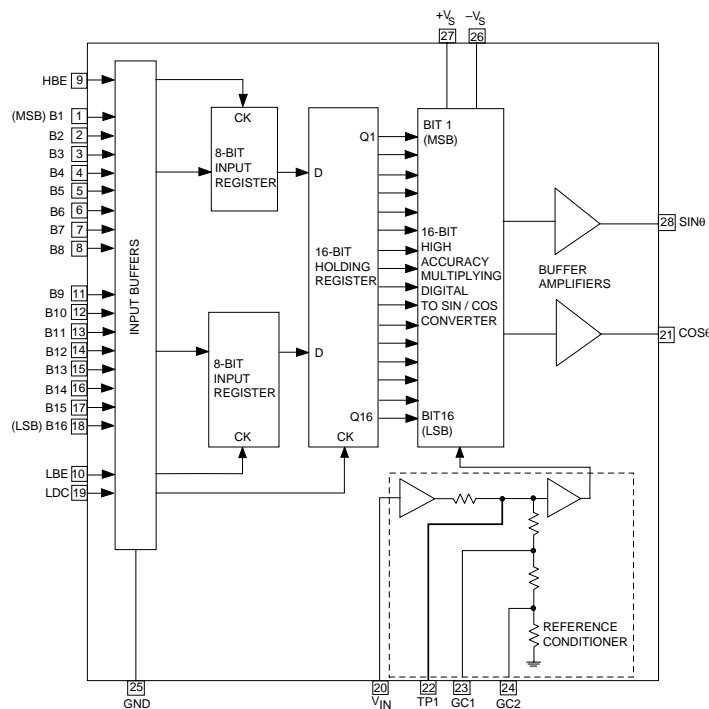 +VS
−VS
27
26
HBE 9
(MSB) B1 1
B2 2
B3 3
B4 4
B5 5
B6 6
B7 7
B8 8
B9 11
B10 12
B11 13
B12 14
B13 15
B14 16
B15 17
(LSB) B16 18
LBE 10
LDC 19
INPUT BUFFERS
CK
8-BIT
INPUT
REGISTER
8-BIT
INPUT
REGISTER
CK
D
Q1
16-BIT
HOLDING
REGISTER
D
Q16
CK
BIT 1
(MSB)
16-BIT
HIGH
ACCURACY
MULTIPLYING
DIGITAL
TO SIN / COS
CONVERTER
BIT16
(LSB)
BUFFER
AMPLIFIERS
28 SINθ
21 COSθ
REFERENCE
CONDITIONER
25
GND
20
VIN
22
TP1
23
GC1
24
GC2